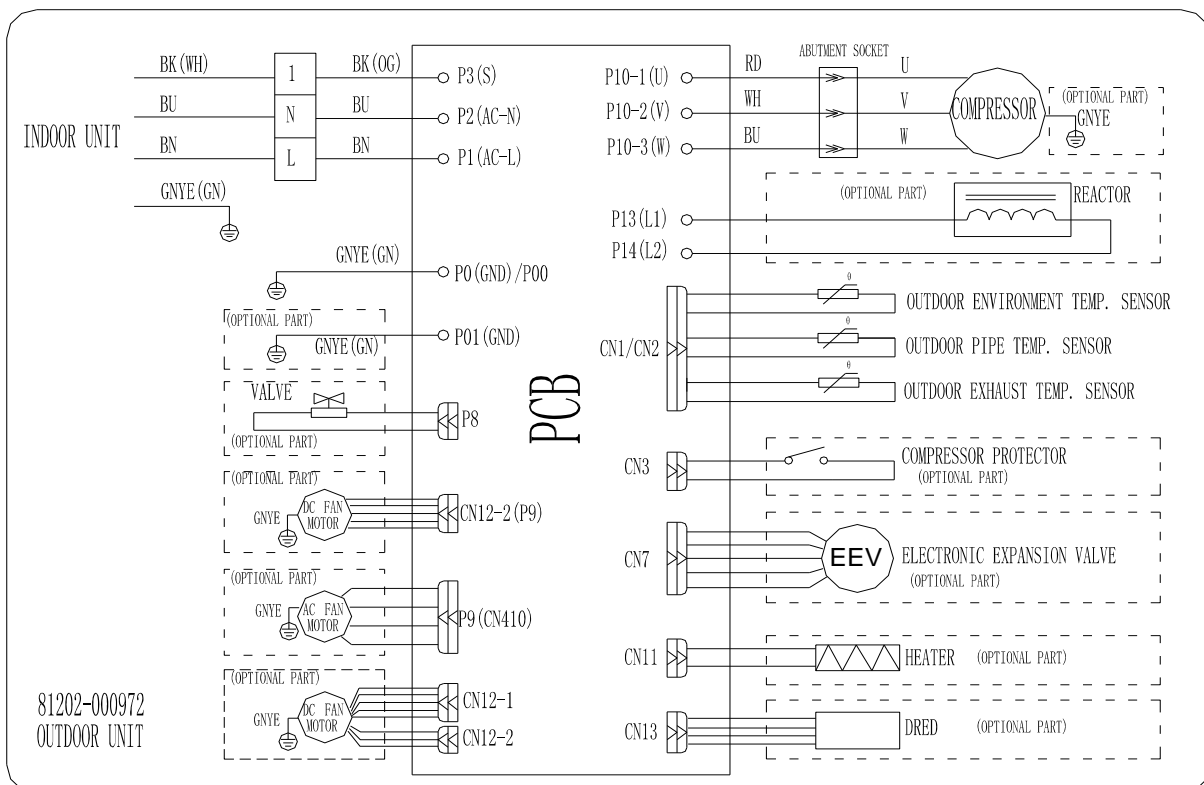 BK(WH)
1
BK(OG)
P3(S)
BU
N
BU
P2(AC-N)
INDOOR UNIT
BN
L
BN
P1(AC-L)
GNYE(GN)
GNYE(GN)
P0(GND)/P00
(OPTIONAL PART)
GNYE(GN)
P01(GND)
VALVE
P8
(OPTIONAL PART)
(OPTIONAL PART)
GNYE
DC FAN
MOTOR
CN12-2(P9)
(OPTIONAL PART)
GNYE
AC FAN
MOTOR
P9(CN410)
(OPTIONAL PART)
GNYE
DC FAN
MOTOR
CN12-1
CN12-2
81202-000972
OUTDOOR UNIT
PCB
ABUTMENT SOCKET
P10-1(U)
RD
U
P10-2(V)
WH
V
P10-3(W)
BU
W
COMPRESSOR
(OPTIONAL PART)
GNYE
(OPTIONAL PART)
REACTOR
P13(L1)
P14(L2)
CN1/CN2
θ
OUTDOOR ENVIRONMENT TEMP. SENSOR
θ
OUTDOOR PIPE TEMP. SENSOR
θ
OUTDOOR EXHAUST TEMP. SENSOR
CN3
COMPRESSOR PROTECTOR
(OPTIONAL PART)
CN7
EEV
ELECTRONIC EXPANSION VALVE
(OPTIONAL PART)
CN11
HEATER
(OPTIONAL PART)
CN13
DRED
(OPTIONAL PART)